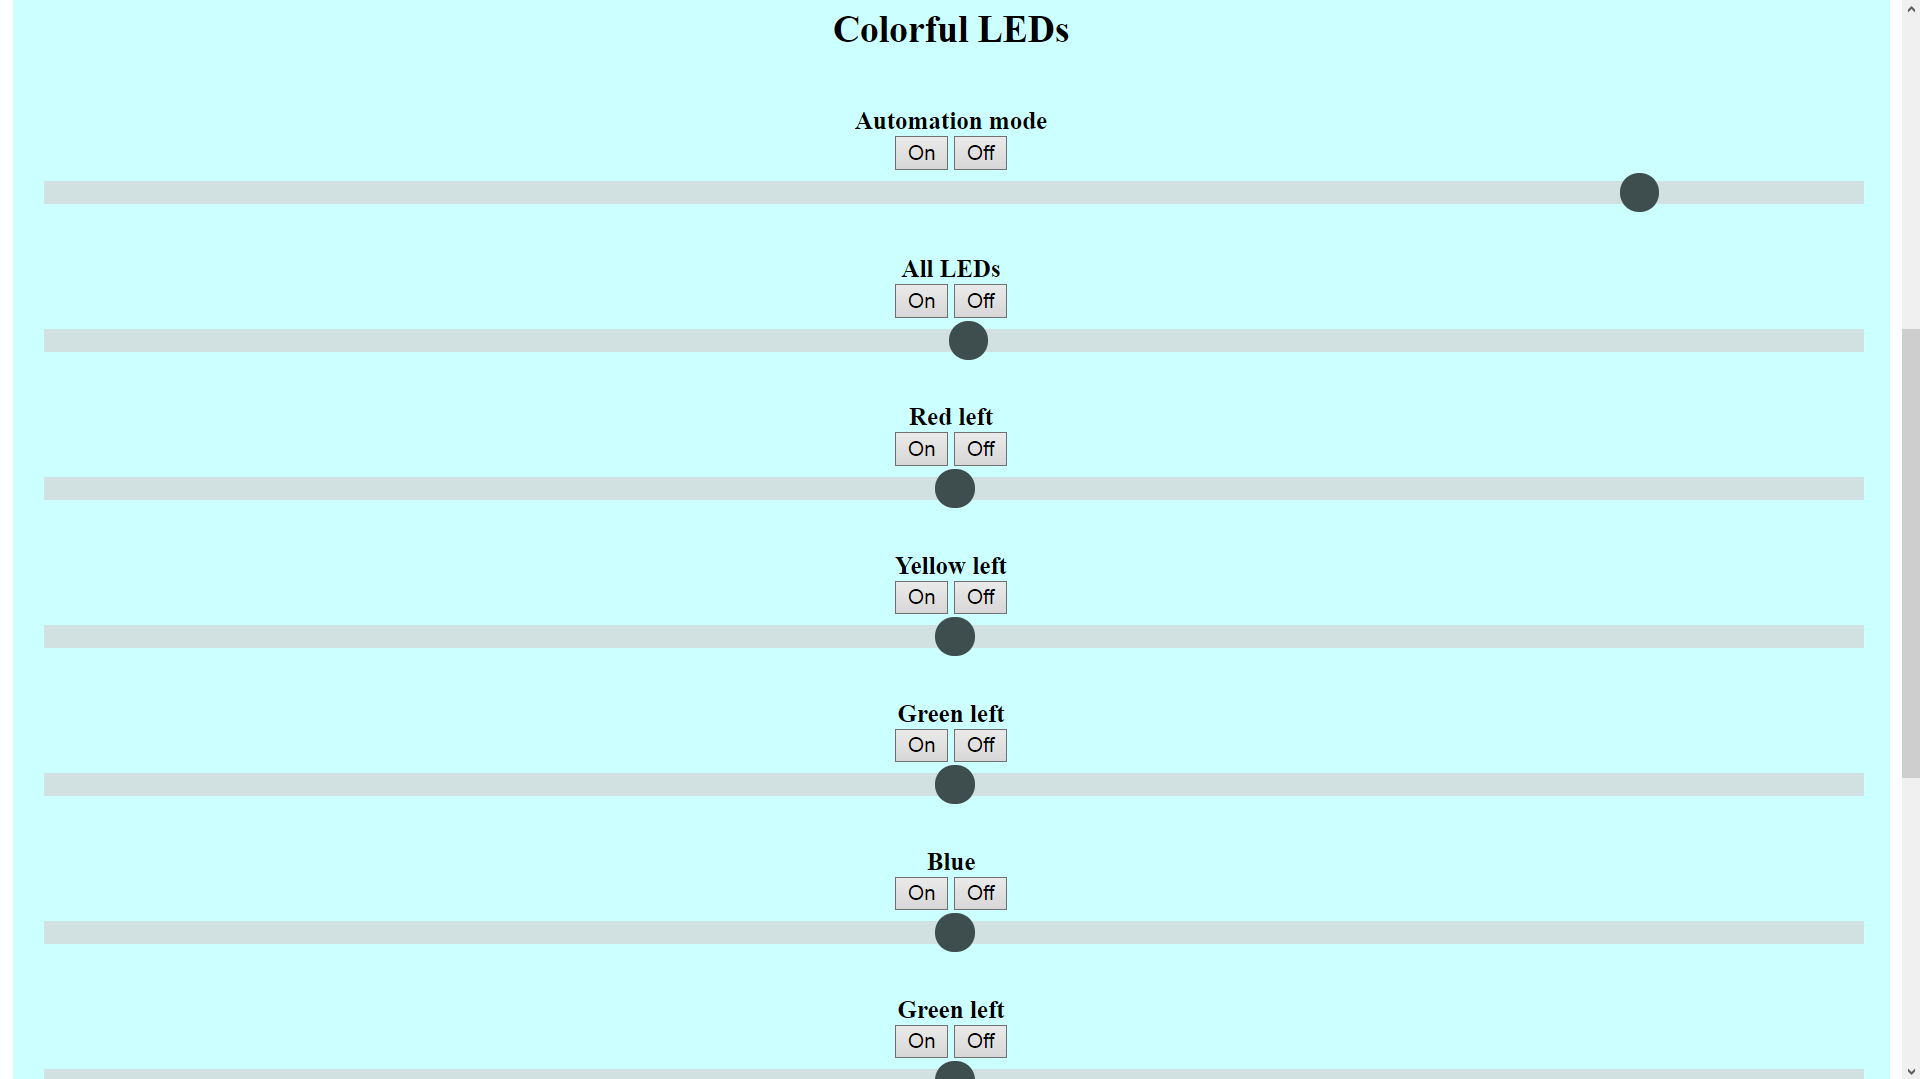 Colorful LEDs
Automation mode
On Off
All LEDs
On Off
Red left
On Off
Yellow left
On Off
Green left
On Off
Blue
On Off
Green left
On Off